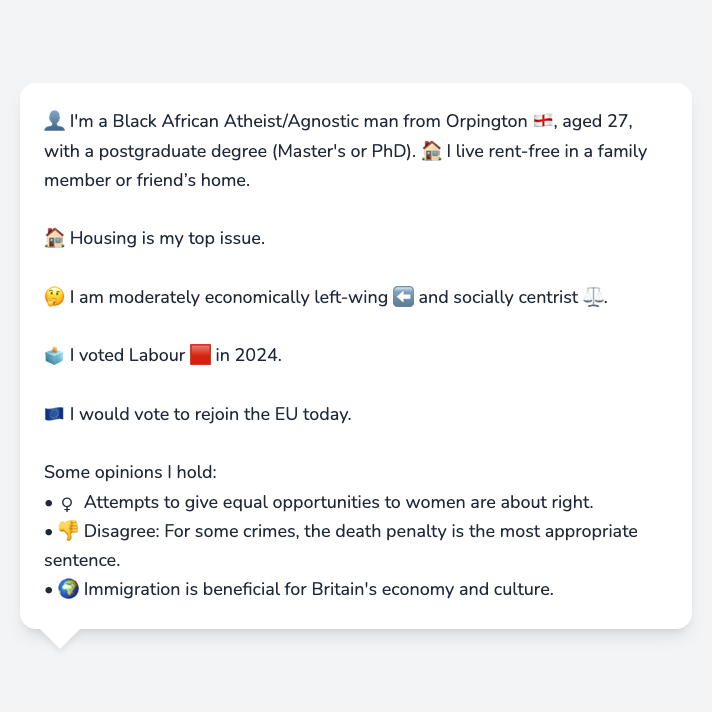 👤 I'm a Black African Atheist/Agnostic man from Orpington 🏴󠁧󠁢󠁥󠁮󠁧󠁿, aged 27,
with a postgraduate degree (Master's or PhD). 🏠 I live rent-free in a family
member or friend’s home.
🏠 Housing is my top issue.
🤔 I am moderately economically left-wing ⬅️ and socially centrist ⚖️.
🗳️ I voted Labour 🟥 in 2024.
🇪🇺 I would vote to rejoin the EU today.
Some opinions I hold:
• ♀️ Attempts to give equal opportunities to women are about right.
• 👎 Disagree: For some crimes, the death penalty is the most appropriate
sentence.
• 🌍 Immigration is beneficial for Britain's economy and culture.